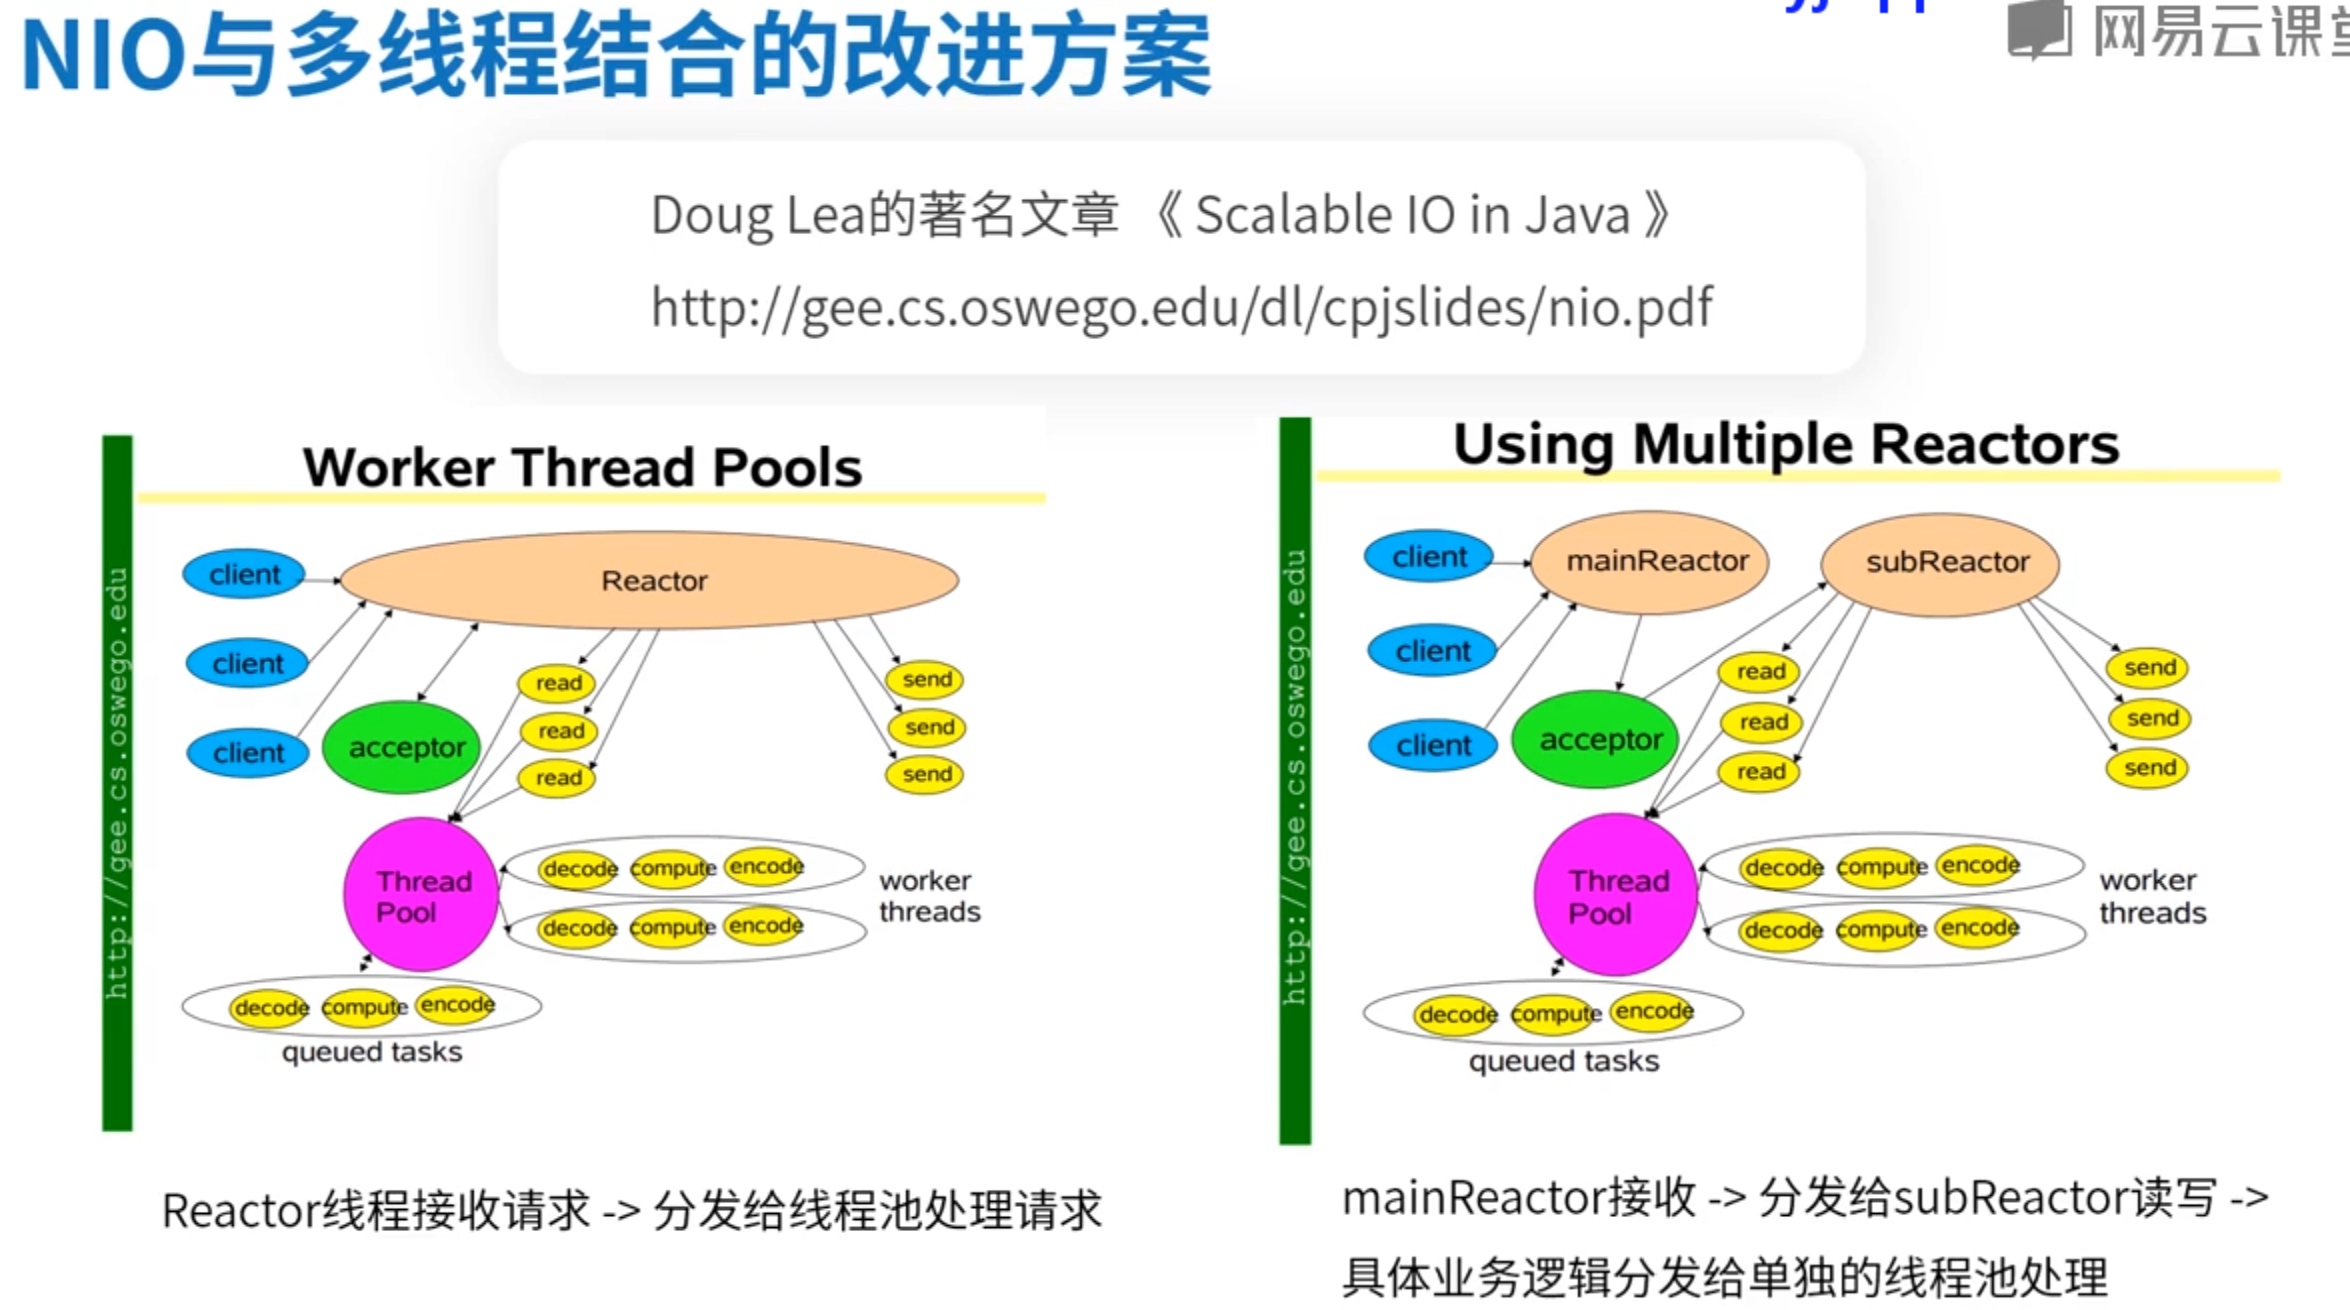 NIO与多线程结合的改进方案
网易云课堂
Doug Lea的著名文章 《 Scalable IO in Java 》
http://gee.cs.oswego.edu/dl/cpjslides/nio.pdf
http://gee.cs.oswego.edu
Worker Thread Pools
client
Reactor
client
client
acceptor
read
read
read
send
send
send
Thread
Pool
decode compute encode
decode compute encode
worker
threads
decode compute encode
queued tasks
Reactor线程接收请求 -> 分发给线程池处理请求
http://gee.cs.oswego.edu
Using Multiple Reactors
client
mainReactor
subReactor
client
client
acceptor
read
read
read
send
send
send
Thread
Pool
decode compute encode
decode compute encode
worker
threads
decode compute encode
queued tasks
mainReactor接收 -> 分发给subReactor读写 ->
具体业务逻辑分发给单独的线程池处理